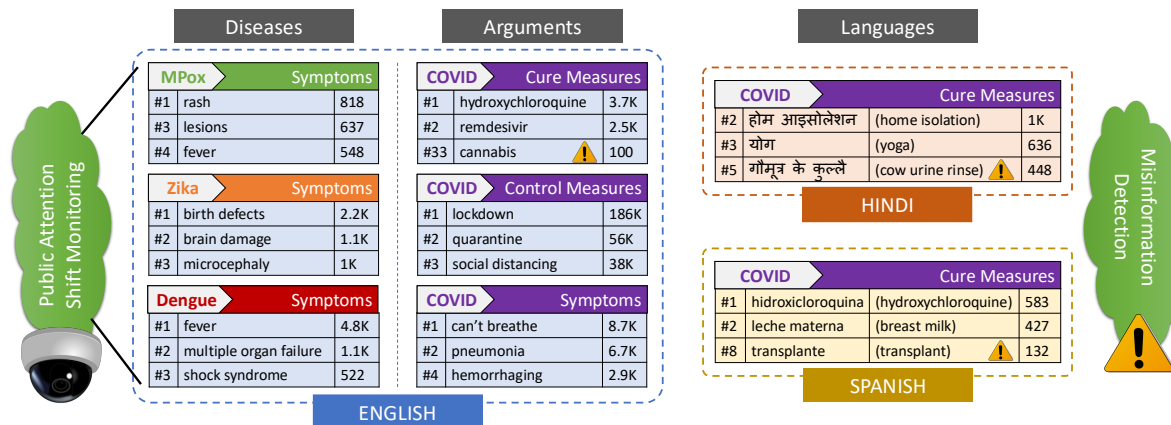 Diseases
Arguments
Languages
Public Attention
Shift Monitoring
MPox Symptoms
#1 rash 818
#3 lesions 637
#4 fever 548
Zika Symptoms
#1 birth defects 2.2K
#2 brain damage 1.1K
#3 microcephaly 1K
Dengue Symptoms
#1 fever 4.8K
#2 multiple organ failure 1.1K
#3 shock syndrome 522
COVID Cure Measures
#1 hydroxychloroquine 3.7K
#2 remdesivir 2.5K
#33 cannabis 100
COVID Control Measures
#1 lockdown 186K
#2 quarantine 56K
#3 social distancing 38K
COVID Symptoms
#1 can't breathe 8.7K
#2 pneumonia 6.7K
#4 hemorrhaging 2.9K
ENGLISH
COVID Cure Measures
#2 होम आइसोलेशन (home isolation) 1K
#3 योग (yoga) 636
#5 गौमूत्र के कुल्लै (cow urine rinse) 448
HINDI
COVID Cure Measures
#1 hidroxicloroquina (hydroxychloroquine) 583
#2 leche materna (breast milk) 427
#8 transplante (transplant) 132
SPANISH
Misinformation
Detection